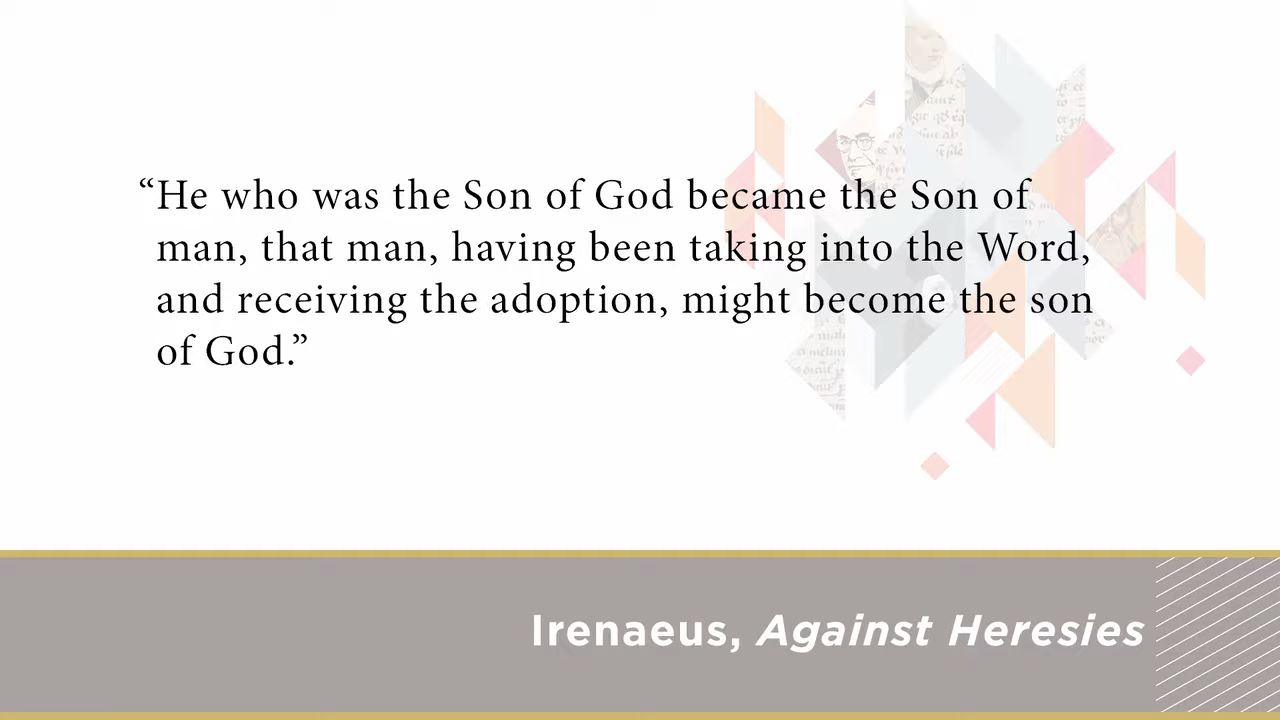 “He who was the Son of God became the Son of
man, that man, having been taking into the Word,
and receiving the adoption, might become the son
of God.”
Irenaeus, Against Heresies